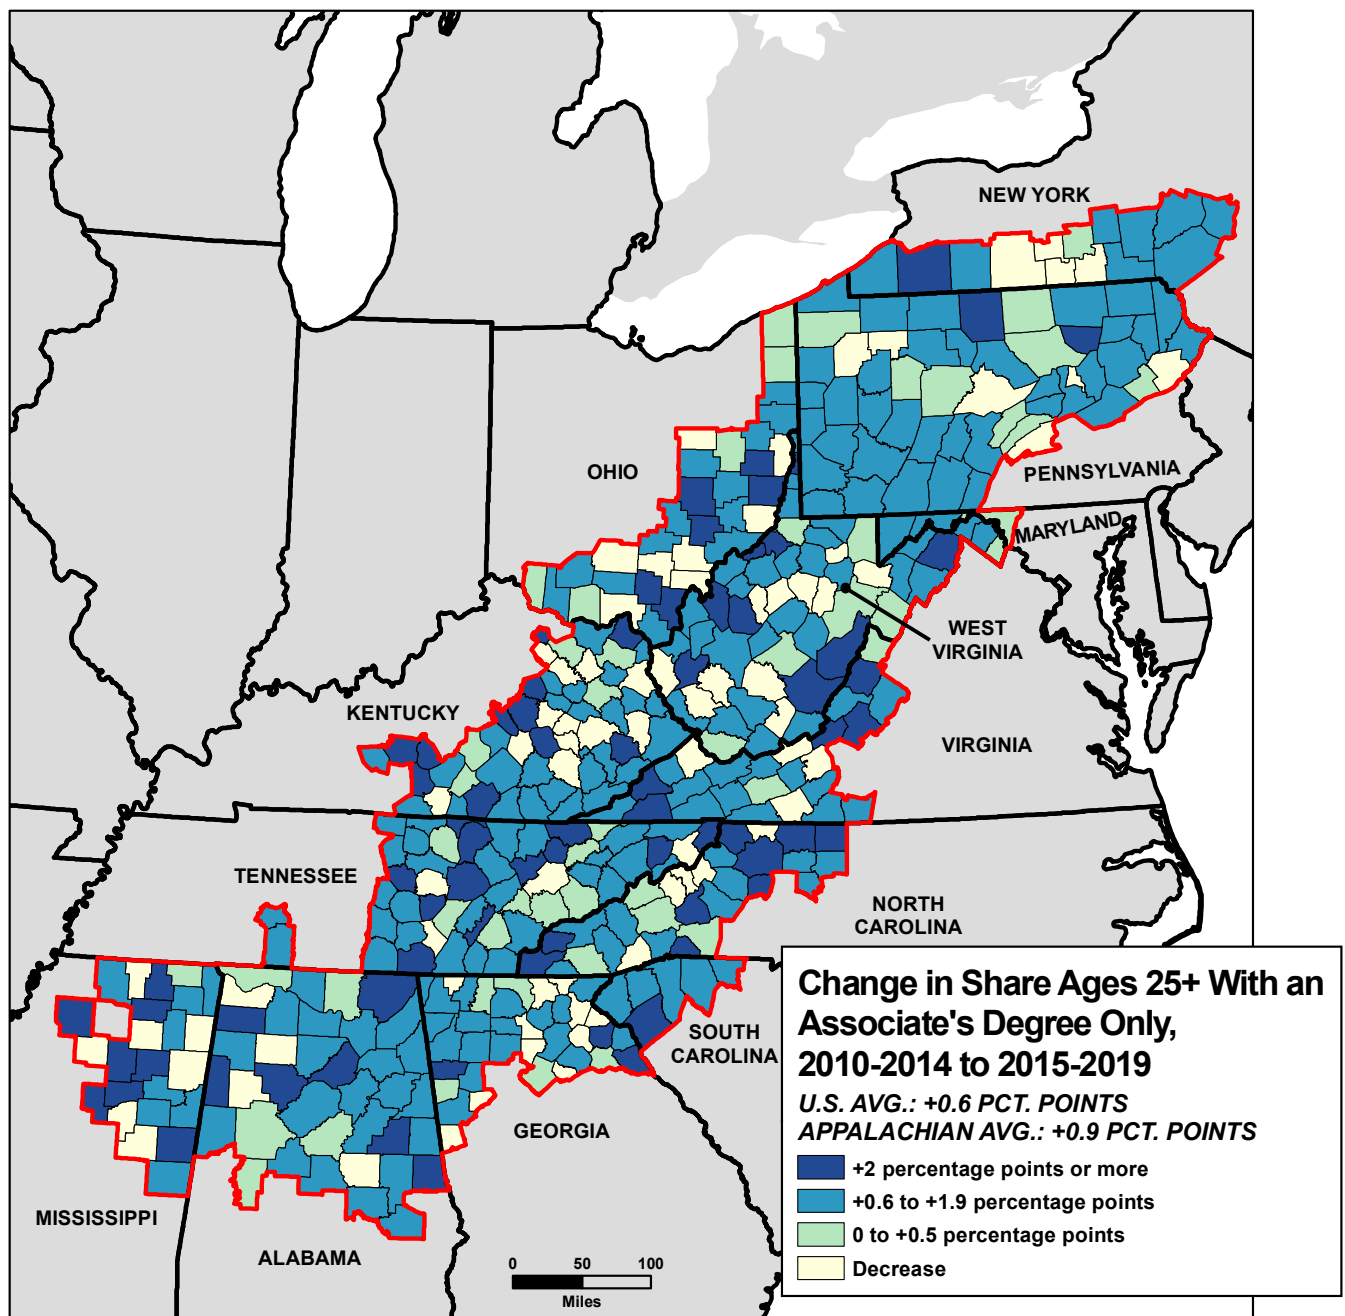 NEW YORK
OHIO
PENNSYLVANIA
MARYLAND
WEST
VIRGINIA
KENTUCKY
VIRGINIA
TENNESSEE
NORTH
CAROLINA
SOUTH
CAROLINA
GEORGIA
MISSISSIPPI
ALABAMA
0 50 100
Miles
Change in Share Ages 25+ With an
Associate's Degree Only,
2010-2014 to 2015-2019
U.S. AVG.: +0.6 PCT. POINTS
APPALACHIAN AVG.: +0.9 PCT. POINTS
+2 percentage points or more
+0.6 to +1.9 percentage points
0 to +0.5 percentage points
Decrease